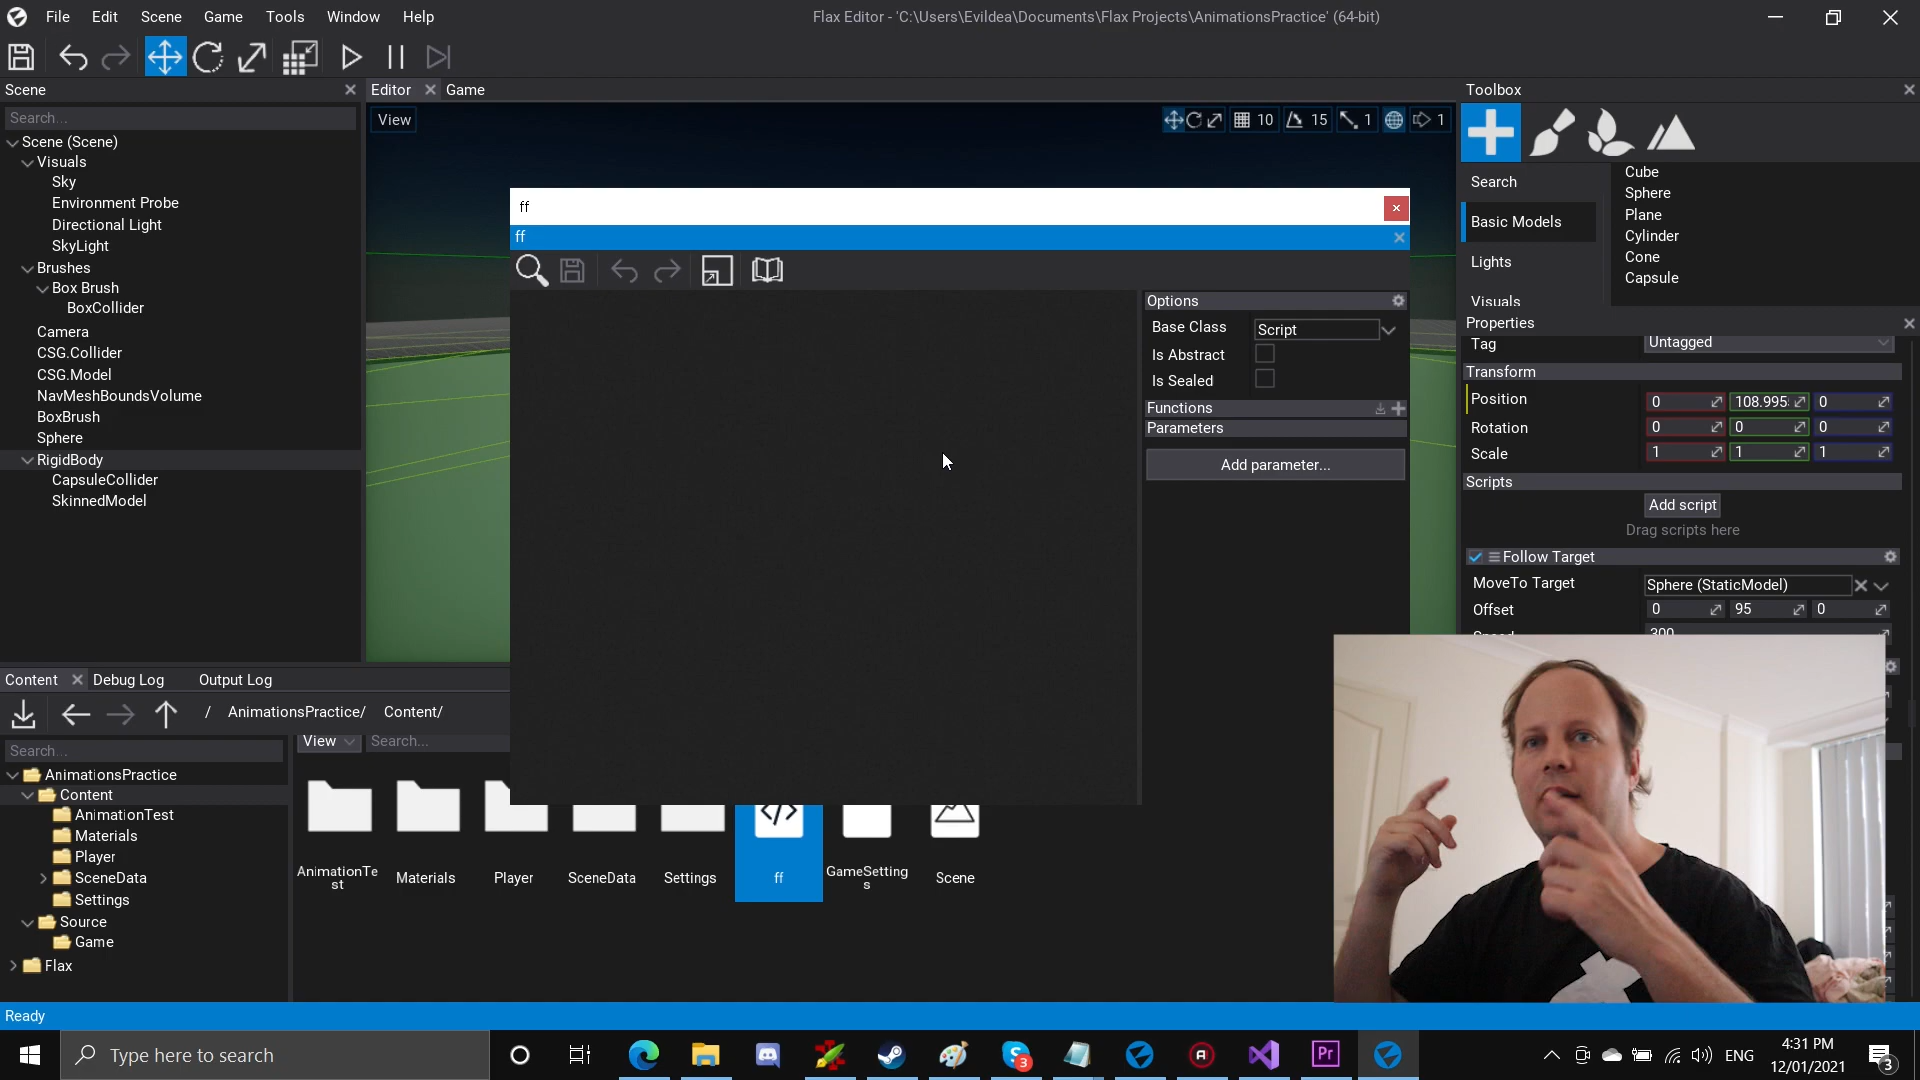 File Edit Scene Game Tools Window Help
Flax Editor - 'C:\Users\Evildea\Documents\Flax Projects\AnimationsPractice' (64-bit)
Scene
Search...
Scene (Scene)
Visuals
Sky
Environment Probe
Directional Light
SkyLight
Brushes
Box Brush
BoxCollider
Camera
CSG.Collider
CSG.Model
NavMeshBoundsVolume
BoxBrush
Sphere
RigidBody
CapsuleCollider
SkinnedModel
Editor Game
View
10 15 1 1
ff
ff
Options
Base Class Script
Is Abstract
Is Sealed
Functions
Parameters
Add parameter...
Toolbox
Search
Basic Models
Lights
Visuals
Cube
Sphere
Plane
Cylinder
Cone
Capsule
Properties
Tag Untagged
Transform
Position 0 108.995 0
Rotation 0 0 0
Scale 1 1 1
Scripts
Add script
Drag scripts here
Follow Target
MoveTo Target Sphere (StaticModel)
Offset 0 95 0
Speed 300
Content Debug Log Output Log
/ AnimationsPractice/ Content/
Search...
AnimationsPractice
Content
AnimationTest
Materials
Player
SceneData
Settings
Source
Game
Flax
View Search...
AnimationTe
st
Materials
Player
SceneData
Settings
ff
GameSetting
s
Scene
Ready
Type here to search
3
Pr
ENG
4:31 PM
12/01/2021
3